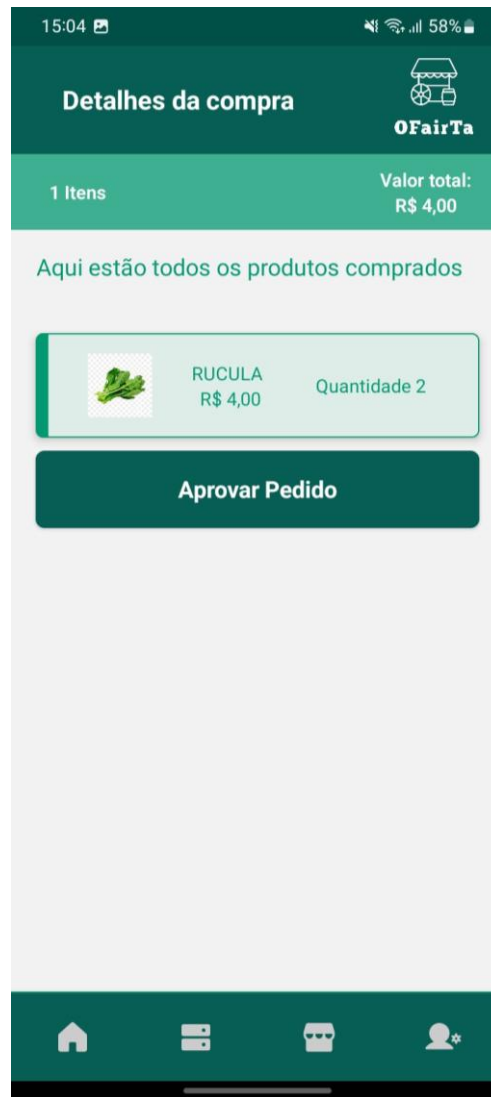 15:04
58%
Detalhes da compra
OFairTa
1 Itens
Valor total:
R$ 4,00
Aqui estão todos os produtos comprados
RUCULA
R$ 4,00
Quantidade 2
Aprovar Pedido